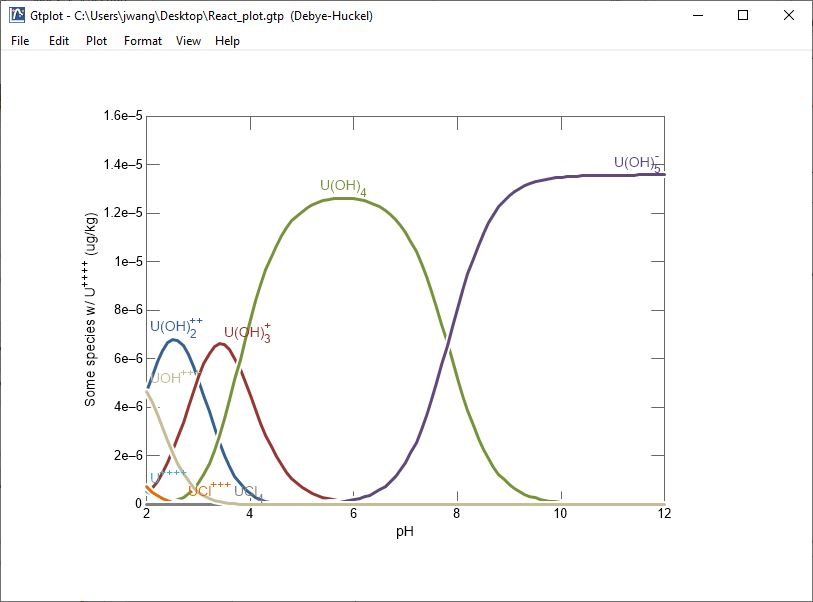 Gtplot - C:\Users\jwang\Desktop\React_plot.gtp (Debye-Huckel)
File Edit Plot Format View Help
1.6e–5
1.4e–5
1.2e–5
1e–5
8e–6
6e–6
4e–6
2e–6
0
Some species w/ U++++ (ug/kg)
U(OH)5-
U(OH)4
U(OH)2++
U(OH)3+
UOH+++
U++++
UCl+++
2 4 6 8 10 12
pH